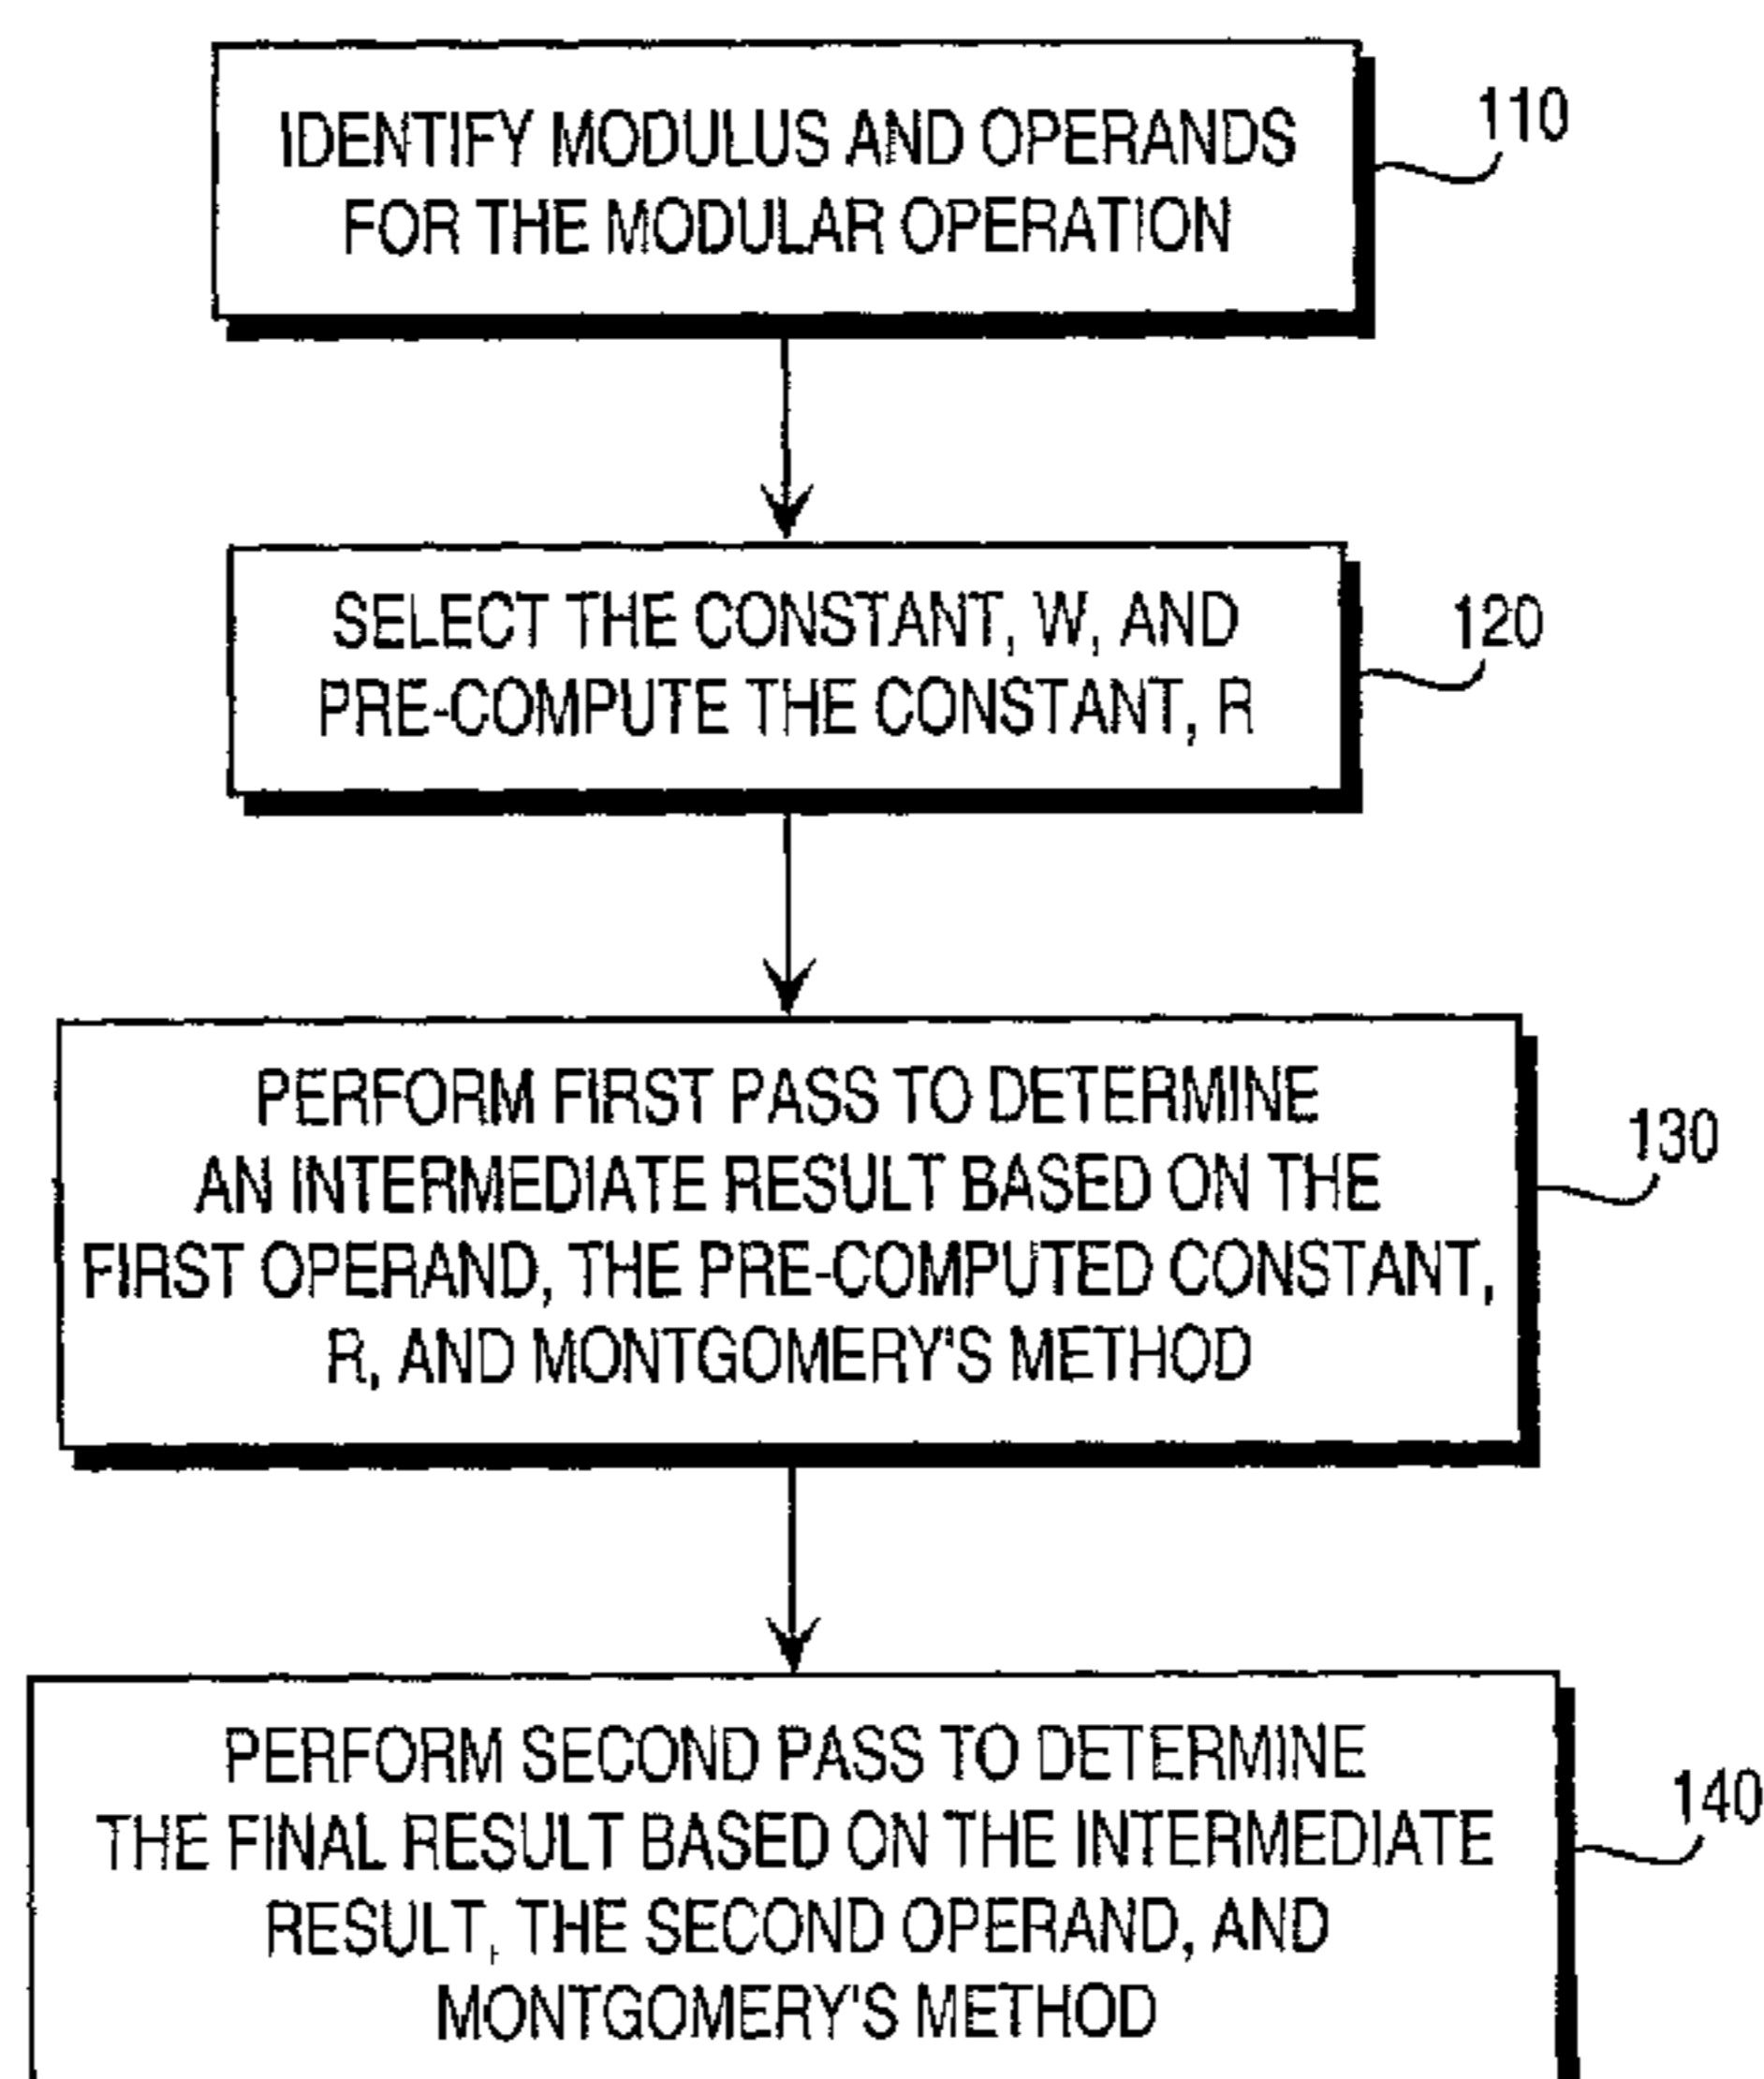 IDENTIFY MODULUS AND OPERANDS
FOR THE MODULAR OPERATION
110
SELECT THE CONSTANT, W, AND
PRE-COMPUTE THE CONSTANT, R
120
PERFORM FIRST PASS TO DETERMINE
AN INTERMEDIATE RESULT BASED ON THE
FIRST OPERAND, THE PRE-COMPUTED CONSTANT,
R, AND MONTGOMERY'S METHOD
130
PERFORM SECOND PASS TO DETERMINE
THE FINAL RESULT BASED ON THE INTERMEDIATE
RESULT, THE SECOND OPERAND, AND
MONTGOMERY'S METHOD
140